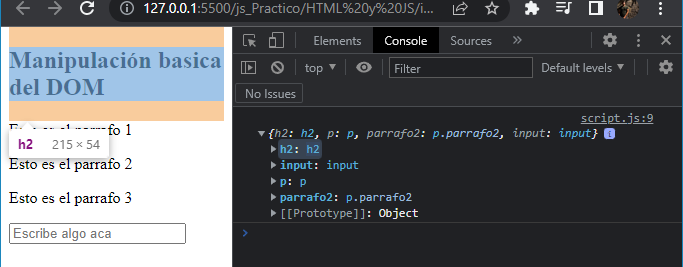 127.0.0.1:5500/js_Practico/HTML%20y%20JS/i...
Manipulación basica
del DOM
Esto es el parrafo 1
h2 215 × 54
Esto es el parrafo 2
Esto es el parrafo 3
Escribe algo aca
Elements Console Sources »
top Filter Default levels
No Issues
script.js:9
{h2: h2, p: p, parrafo2: p.parrafo2, input: input} i
h2: h2
input: input
p: p
parrafo2: p.parrafo2
[[Prototype]]: Object